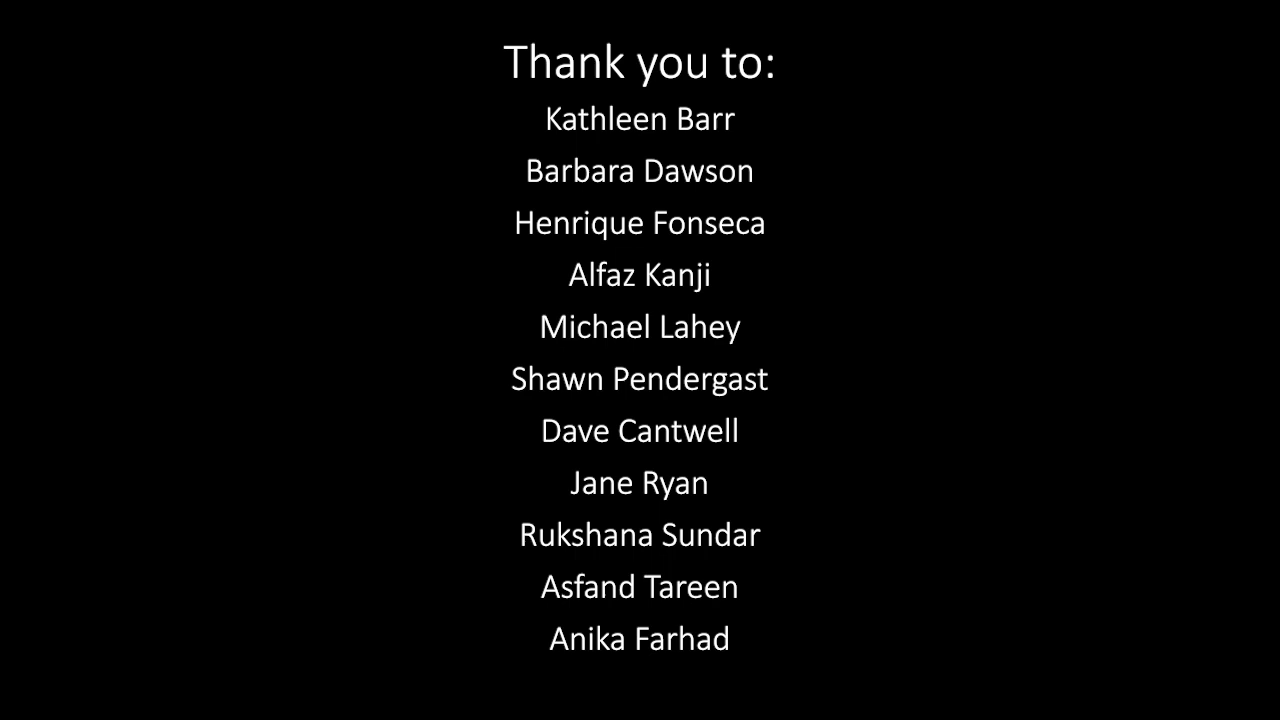 Thank you to:
Kathleen Barr
Barbara Dawson
Henrique Fonseca
Alfaz Kanji
Michael Lahey
Shawn Pendergast
Dave Cantwell
Jane Ryan
Rukshana Sundar
Asfand Tareen
Anika Farhad